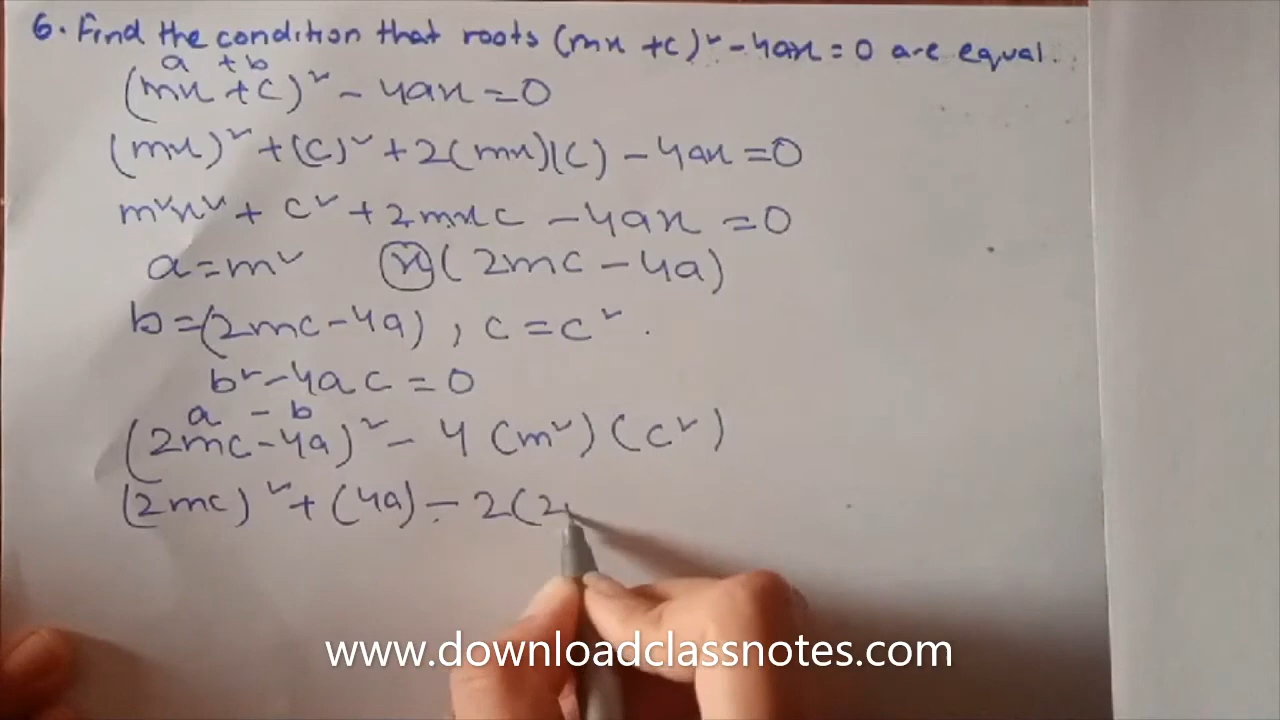 6. Find the condition that roots (mx + c)² - 4ax = 0 are equal.
a + b
(mx + c)² - 4ax = 0
(mx)² + (c)² + 2(mx)(c) - 4ax = 0
m²x² + c² + 2mxc - 4ax = 0
a = m² x(2mc - 4a)
b = (2mc - 4a), c = c².
b² - 4ac = 0
a - b
(2mc - 4a)² - 4 (m²) (c²)
(2mc)² + (4a) - 2(2
www.downloadclassnotes.com